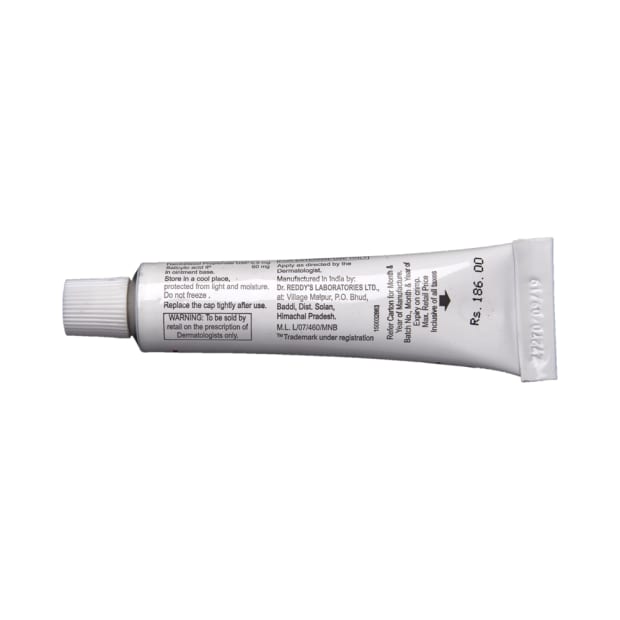 Salicylic acid IP 60 mg
In ointment base.
Store in a cool place,
protected from light and moisture.
Do not freeze .
Replace the cap tightly after use.
WARNING: To be sold by
retail on the prescription of
Dermatologists only.
Apply as directed by the
Dermatologist.
Manufactured in India by:
Dr. REDDY'S LABORATORIES LTD.,
at: Village Malpur, P.O. Bhud,
Baddi, Dist. Solan,
Himachal Pradesh.
M.L. L/07/460/MNB
™Trademark under registration
Refer Carton for Month &
Year of Manufacture.
Batch No., Month & Year of
Expiry on crimp.
Max. Retail Price
Inclusive of all taxes
Rs. 186. 00